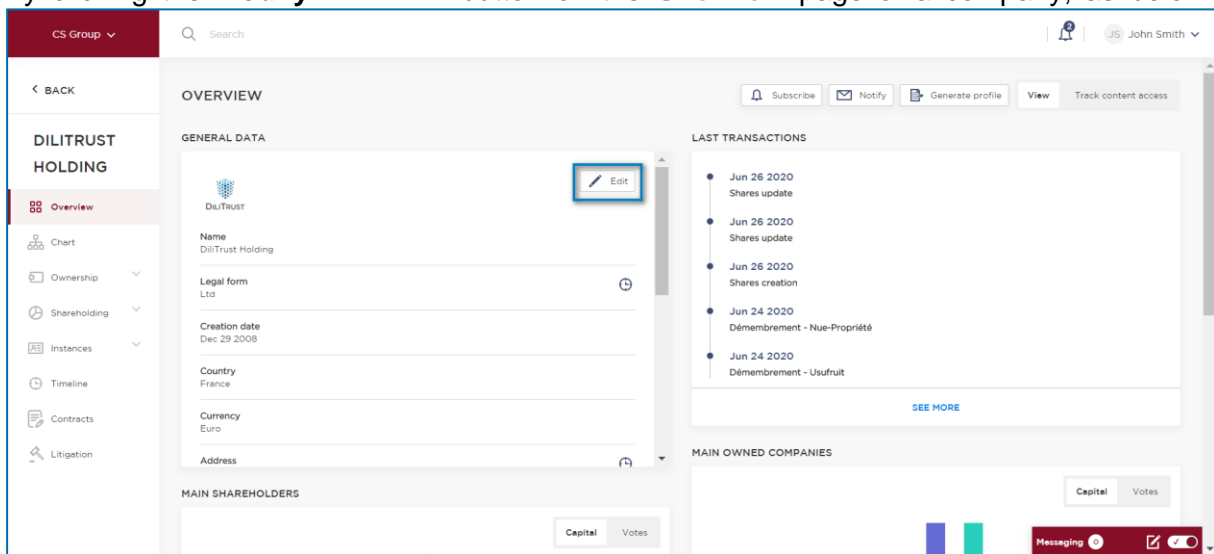 CS Group
Search
2
JS John Smith
< BACK
DILITRUST
HOLDING
Overview
Chart
Ownership
Shareholding
Instances
Timeline
Contracts
Litigation
OVERVIEW
Subscribe
Notify
Generate profile
View
Track content access
GENERAL DATA
Edit
DILITRUST
Name
DiliTrust Holding
Legal form
Ltd
Creation date
Dec 29 2008
Country
France
Currency
Euro
Address
MAIN SHAREHOLDERS
Capital
Votes
LAST TRANSACTIONS
Jun 26 2020
Shares update
Jun 26 2020
Shares update
Jun 26 2020
Shares creation
Jun 24 2020
Démembrement - Nue-Propriété
Jun 24 2020
Démembrement - Usufruit
SEE MORE
MAIN OWNED COMPANIES
Capital
Votes
Messaging 0